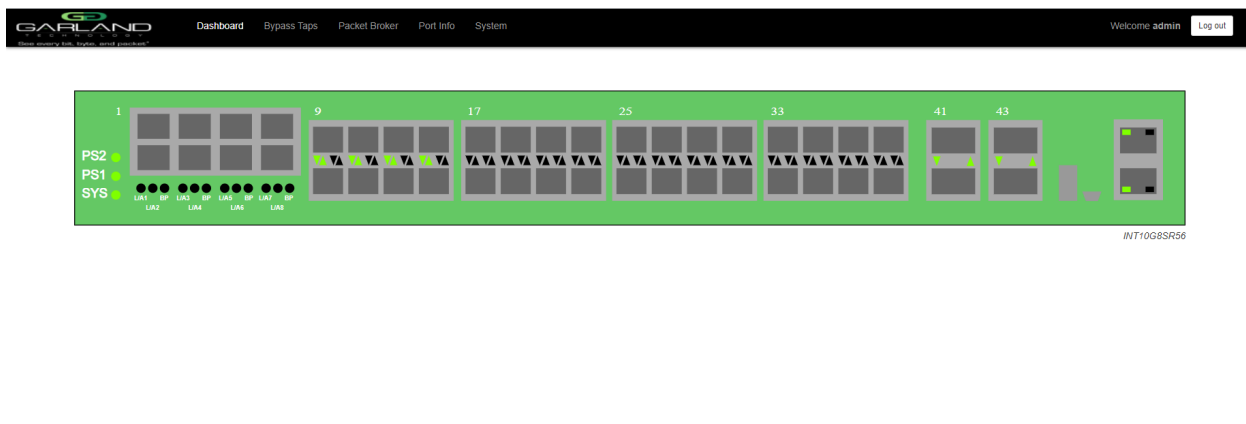 GARLAND
TECHNOLOGY
See every bit, byte, and packet®
Dashboard Bypass Taps Packet Broker Port Info System
Welcome admin Log out
1 9 17 25 33 41 43
PS2
PS1
SYS
L/A1 BP L/A3 BP L/A5 BP L/A7 BP
L/A2 L/A4 L/A6 L/A8
INT10G8SR56